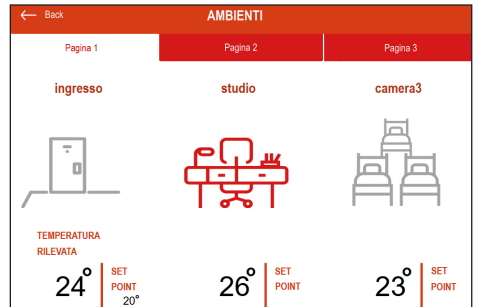 ← Back
AMBIENTI
Pagina 1 Pagina 2 Pagina 3
ingresso studio camera3
TEMPERATURA
RILEVATA
24° SET POINT 20° 26° SET POINT 23° SET POINT